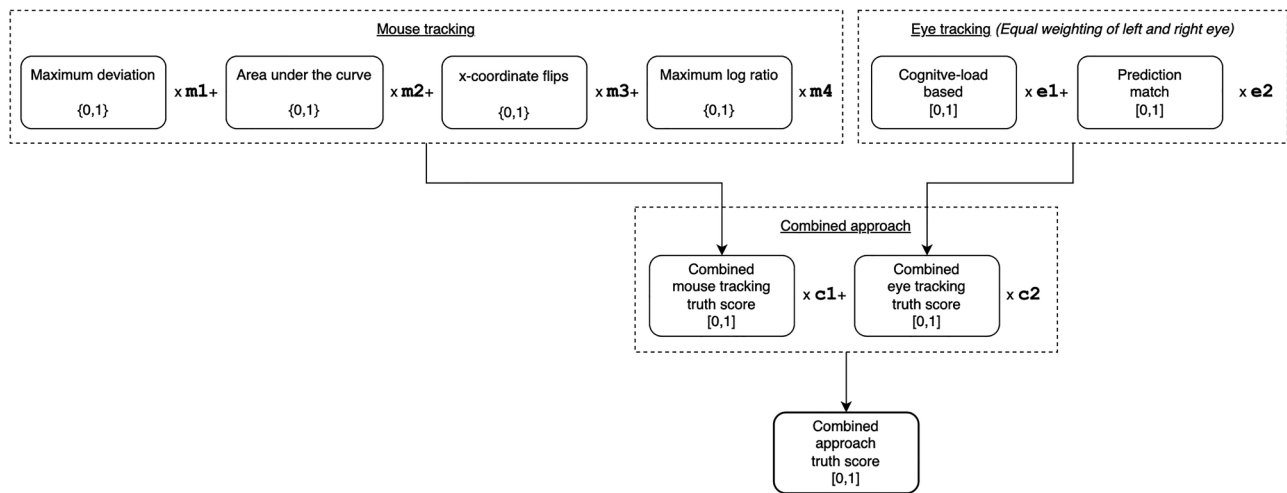 Mouse tracking
Maximum deviation
{0,1}
x m1+
Area under the curve
{0,1}
x m2+
x-coordinate flips
{0,1}
x m3+
Maximum log ratio
{0,1}
x m4
Eye tracking (Equal weighting of left and right eye)
Cognitve-load
based
[0,1]
x e1+
Prediction
match
[0,1]
x e2
Combined approach
Combined
mouse tracking
truth score
[0,1]
x c1+
Combined
eye tracking
truth score
[0,1]
x c2
Combined
approach
truth score
[0,1]